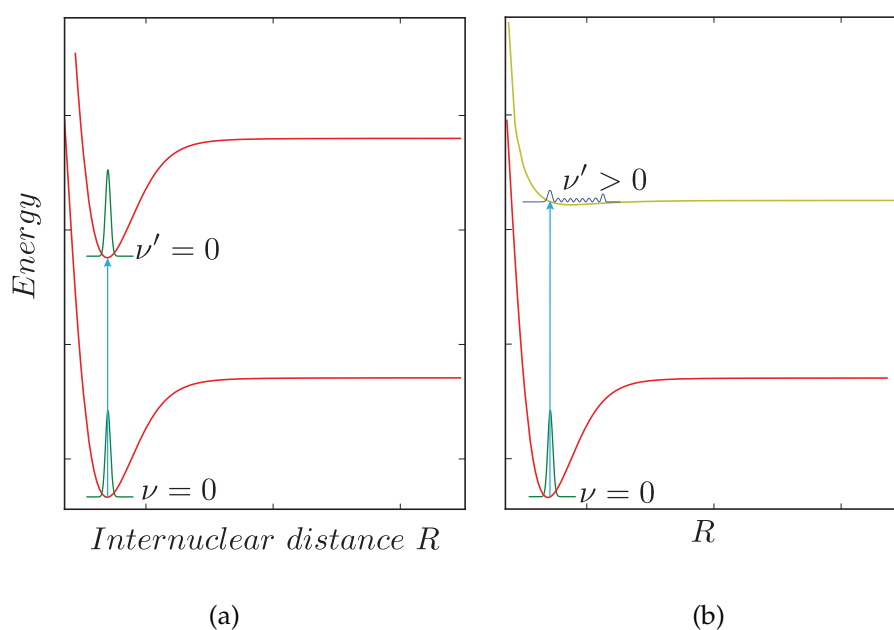 Energy
ν′ = 0
ν = 0
Internuclear distance R
(a)
ν′ > 0
ν = 0
R
(b)